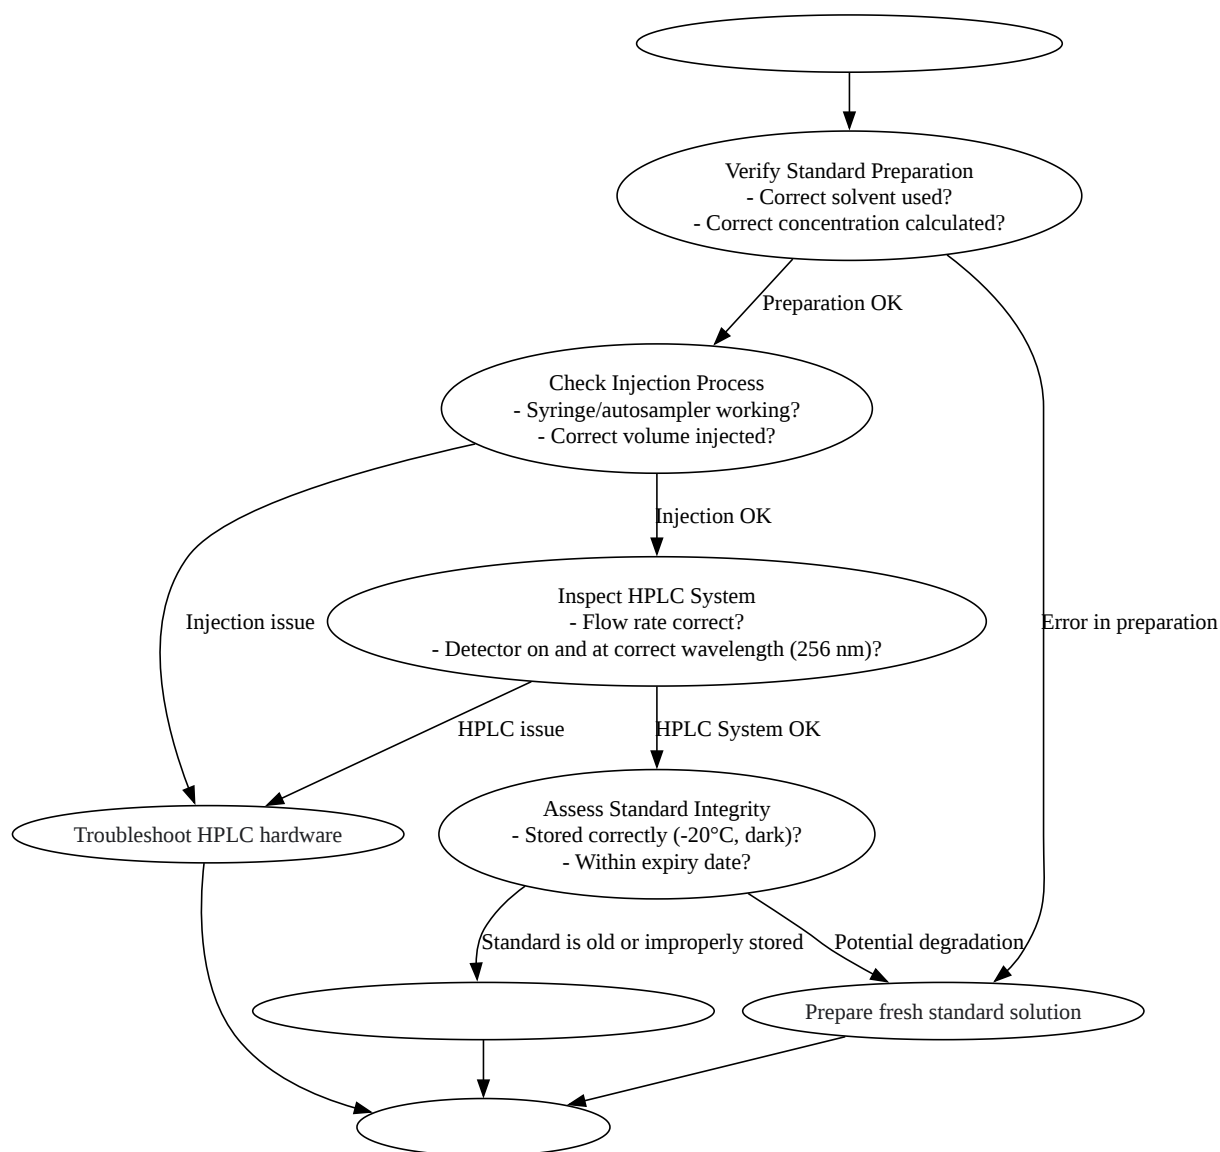 Verify Standard Preparation
- Correct solvent used?
- Correct concentration calculated?
Preparation OK
Check Injection Process
- Syringe/autosampler working?
- Correct volume injected?
Injection OK
Inspect HPLC System
- Flow rate correct?
- Detector on and at correct wavelength (256 nm)?
Injection issue
Error in preparation
HPLC issue
HPLC System OK
Troubleshoot HPLC hardware
Assess Standard Integrity
- Stored correctly (-20°C, dark)?
- Within expiry date?
Standard is old or improperly stored
Potential degradation
Prepare fresh standard solution